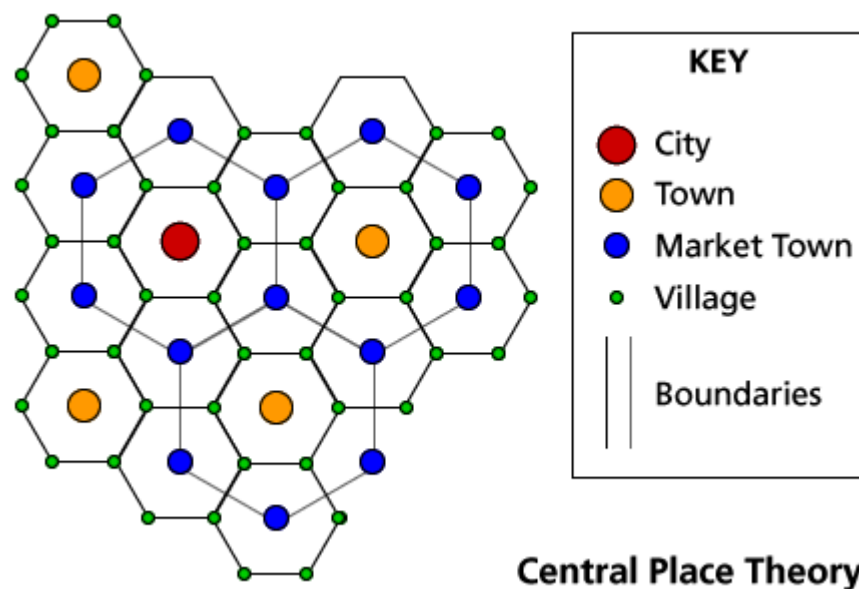 KEY
City
Town
Market Town
Village
Boundaries
Central Place Theory